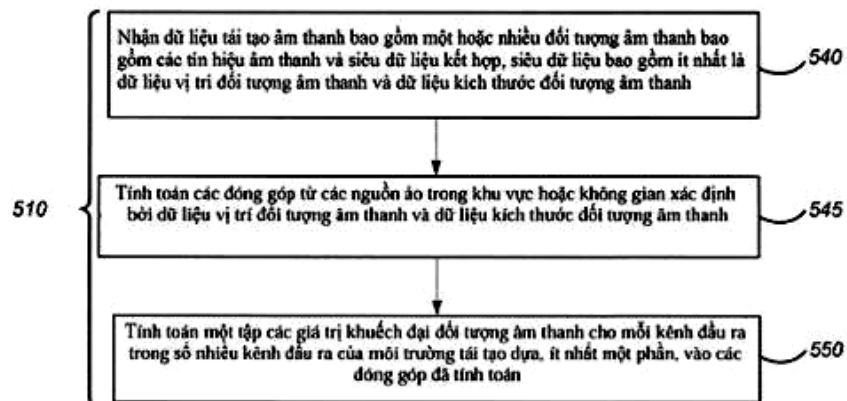 Nhận dữ liệu tái tạo âm thanh bao gồm một hoặc nhiều đối tượng âm thanh bao
gồm các tín hiệu âm thanh và siêu dữ liệu kết hợp, siêu dữ liệu bao gồm ít nhất là
dữ liệu vị trí đối tượng âm thanh và dữ liệu kích thước đối tượng âm thanh
540
Tính toán các đóng góp từ các nguồn ảo trong khu vực hoặc không gian xác định
bởi dữ liệu vị trí đối tượng âm thanh và dữ liệu kích thước đối tượng âm thanh
545
510
Tính toán một tập các giá trị khuếch đại đối tượng âm thanh cho mỗi kênh đầu ra
trong số nhiều kênh đầu ra của môi trường tái tạo dựa, ít nhất một phần, vào các
đóng góp đã tính toán
550